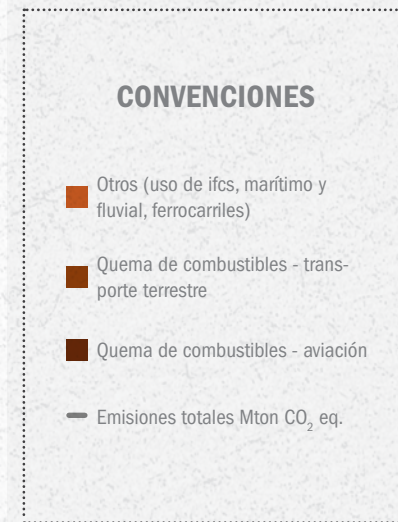 CONVENCIONES
Otros (uso de ifcs, marítimo y
fluvial, ferrocarriles)
Quema de combustibles - trans-
porte terrestre
Quema de combustibles - aviación
Emisiones totales Mton CO₂ eq.